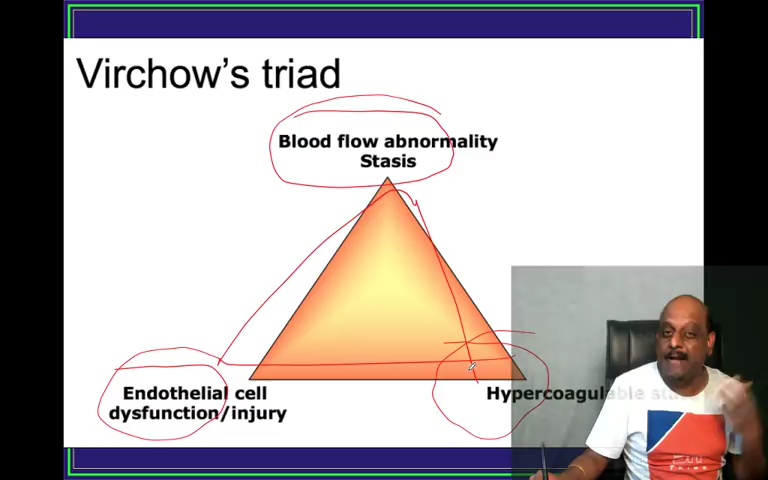 Virchow's triad
Blood flow abnormality
Stasis
Endothelial cell
dysfunction/injury
Hypercoagulable